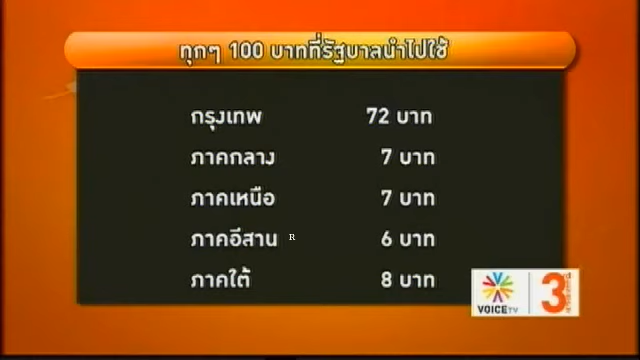 ทุกๆ 100 บาทที่รัฐบาลนำไปใช้
กรุงเทพ 72 บาท
ภาคกลาง 7 บาท
ภาคเหนือ 7 บาท
ภาคอีสาน R 6 บาท
ภาคใต้ 8 บาท
VOICETV 3